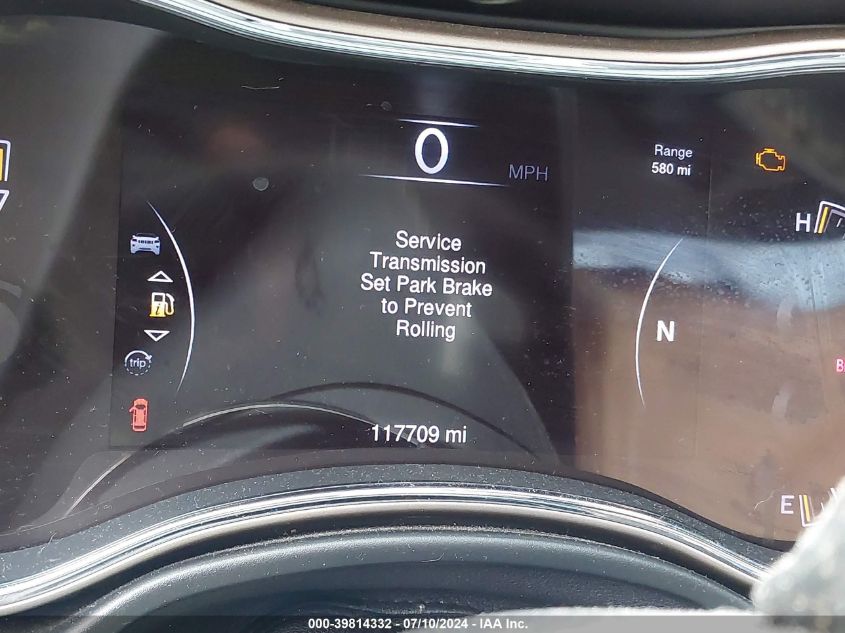 0
MPH
Range
580 mi
H
Service
Transmission
Set Park Brake
to Prevent
Rolling
N
trip
117709 mi
E
000-39814332 / 07/10/2024 - IAA Inc.